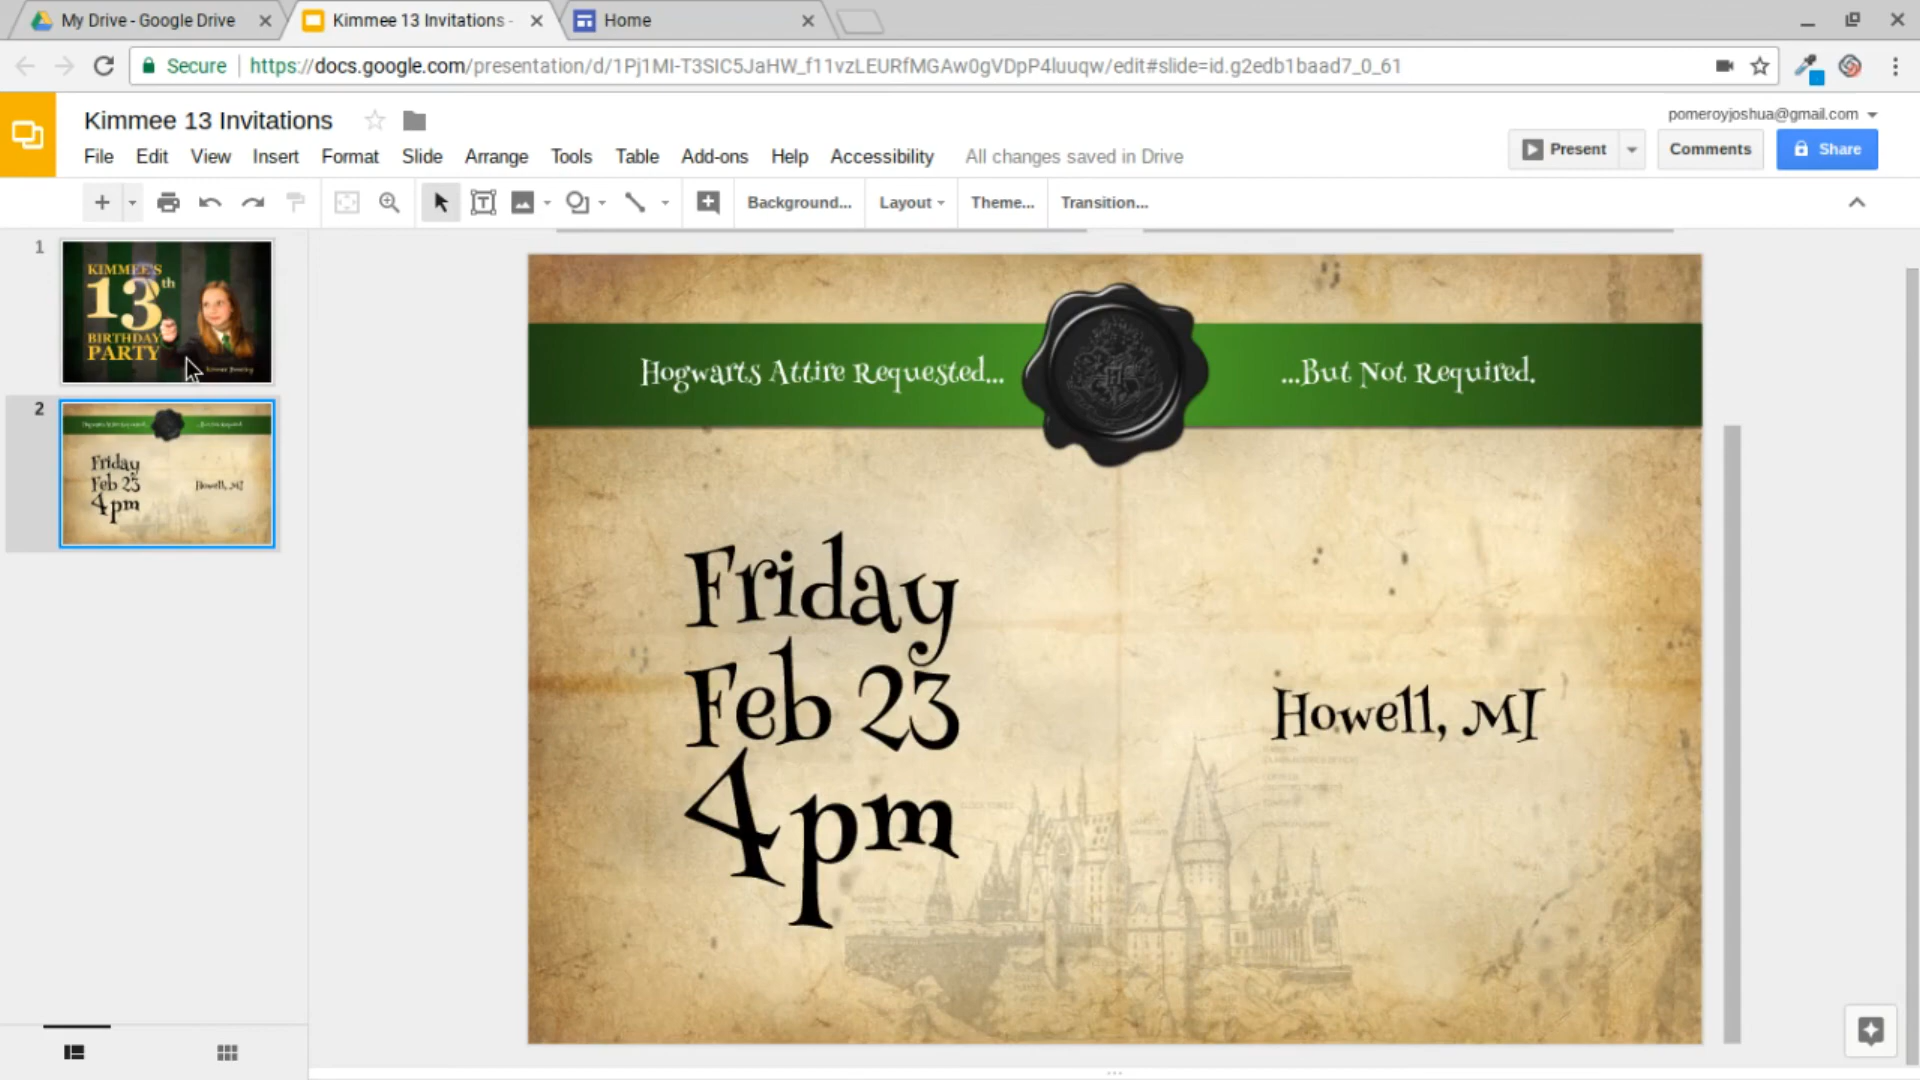 My Drive - Google Drive
Kimmee 13 Invitations -
Home
Secure
https://docs.google.com/presentation/d/1Pj1MI-T3SIC5JaHW_f11vzLEURfMGAw0gVDpP4luuqw/edit#slide=id.g2edb1baad7_0_61
Kimmee 13 Invitations
pomeroyjoshua@gmail.com
File Edit View Insert Format Slide Arrange Tools Table Add-ons Help Accessibility All changes saved in Drive
Present
Comments
Share
Background... Layout Theme... Transition...
1
KIMMEE'S
13th
BIRTHDAY
PARTY
2
Friday
Feb 23
4pm
Howell, MI
Hogwarts Attire Requested... ...But Not Required.
Friday
Feb 23
4pm
Howell, MI